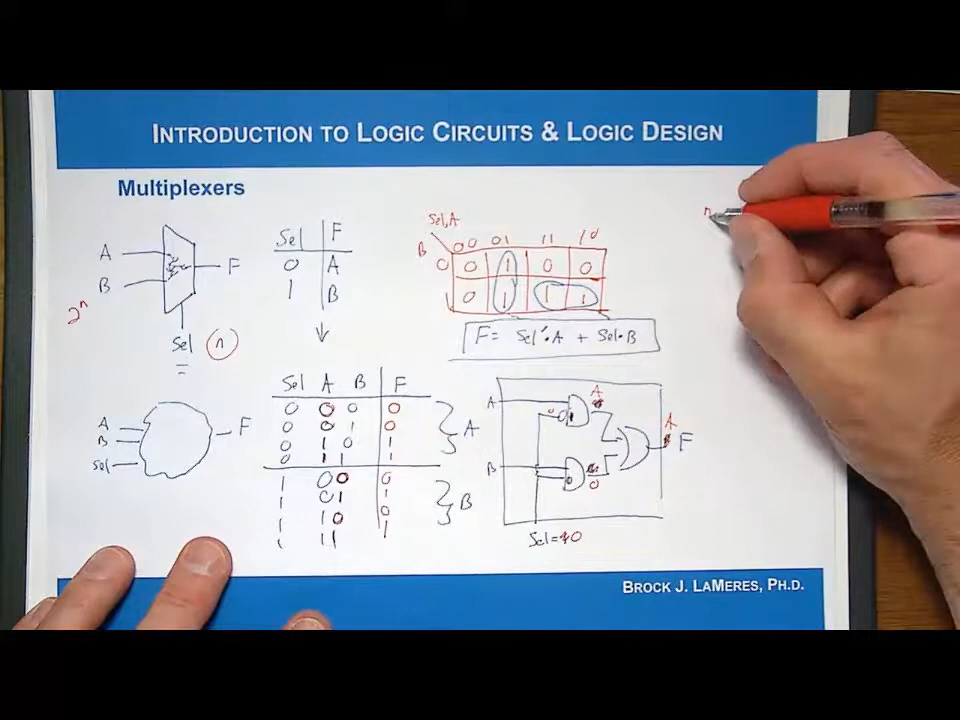 INTRODUCTION TO LOGIC CIRCUITS & LOGIC DESIGN
Multiplexers
A
B
F
2^n
Sel (n)
Sel F
0 A
1 B
Sel,A
B
00 01 11 10
0 0 1 0 0
1 0 1 1 1
F = Sel'·A + Sel·B
Sel A B F
0 0 0 0
0 0 1 0
0 1 0 1
0 1 1 1
A
1 0 0 0
1 0 1 1
1 1 0 0
1 1 1 1
B
A
B
Sel
F
A
B
A
0
A
F
Sel=0
n
BROCK J. LAMERES, PH.D.